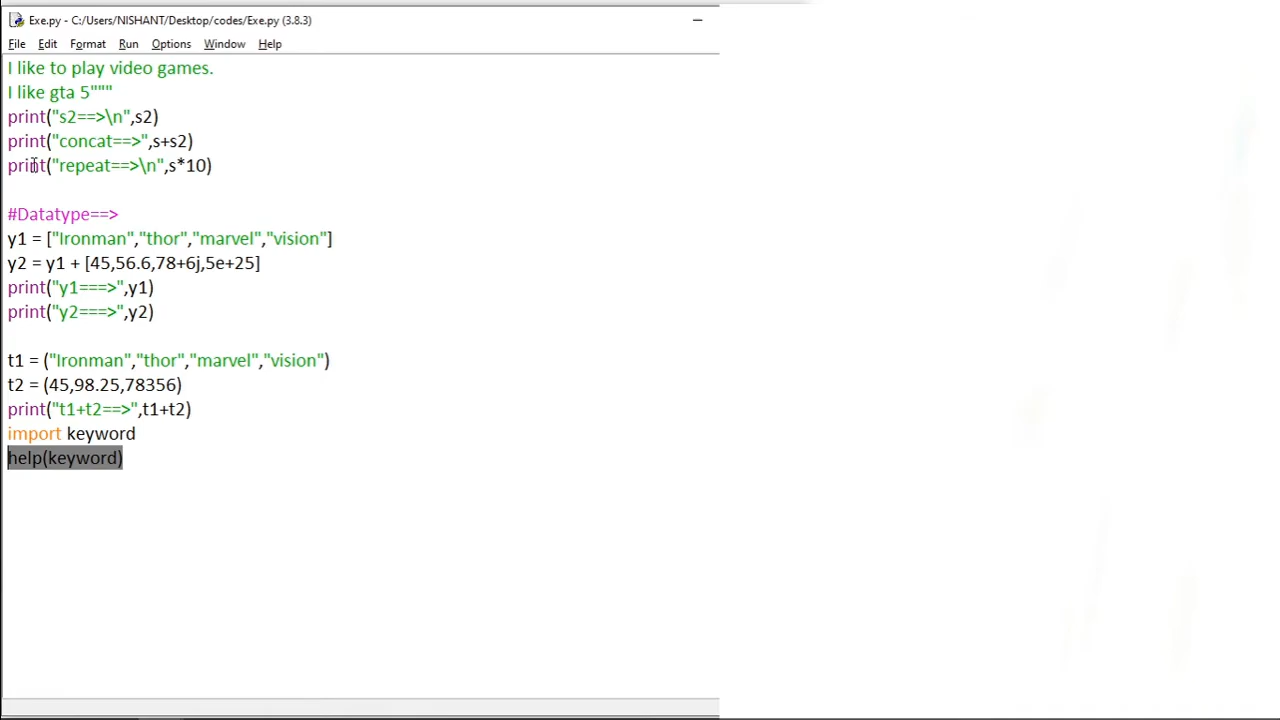 Exe.py - C:/Users/NISHANT/Desktop/codes/Exe.py (3.8.3)
File Edit Format Run Options Window Help
I like to play video games.
I like gta 5"""
print("s2==>\n",s2)
print("concat==>",s+s2)
print("repeat==>\n",s*10)
#Datatype==>
y1 = ["Ironman","thor","marvel","vision"]
y2 = y1 + [45,56.6,78+6j,5e+25]
print("y1===>",y1)
print("y2===>",y2)
t1 = ("Ironman","thor","marvel","vision")
t2 = (45,98.25,78356)
print("t1+t2==>",t1+t2)
import keyword
help(keyword)